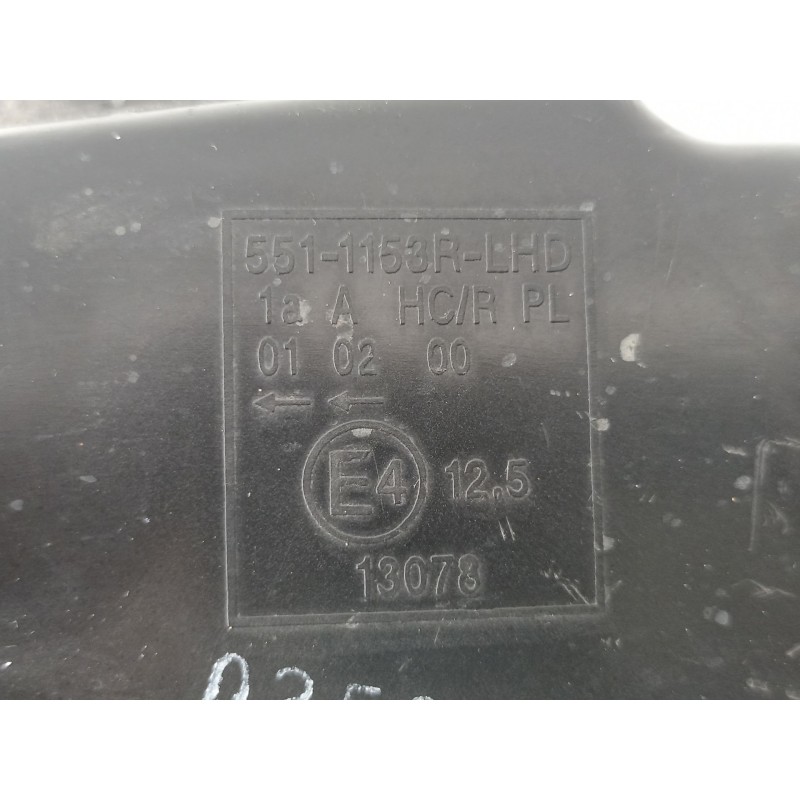 551-1153R-LHD
1a A HC/R PL
01 02 00
← ←
E4 12,5
13078